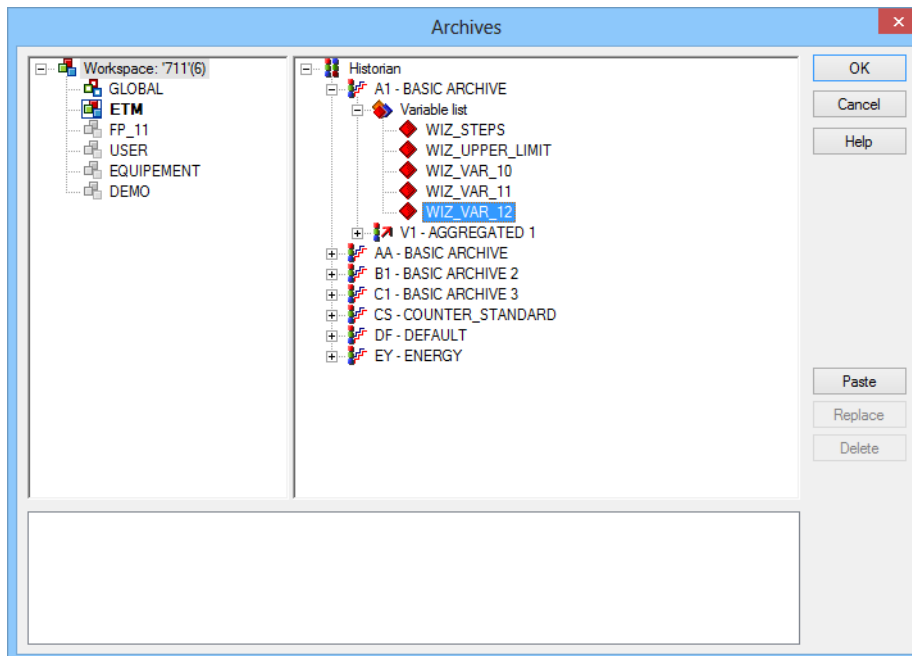 Archives
Workspace: '711'(6)
GLOBAL
ETM
FP_11
USER
EQUIPEMENT
DEMO
Historian
A1 - BASIC ARCHIVE
Variable list
WIZ_STEPS
WIZ_UPPER_LIMIT
WIZ_VAR_10
WIZ_VAR_11
WIZ_VAR_12
V1 - AGGREGATED 1
AA - BASIC ARCHIVE
B1 - BASIC ARCHIVE 2
C1 - BASIC ARCHIVE 3
CS - COUNTER_STANDARD
DF - DEFAULT
EY - ENERGY
OK
Cancel
Help
Paste
Replace
Delete